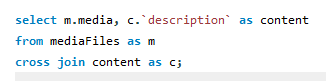 select m.media, c.`description` as content
from mediaFiles as m
cross join content as c;